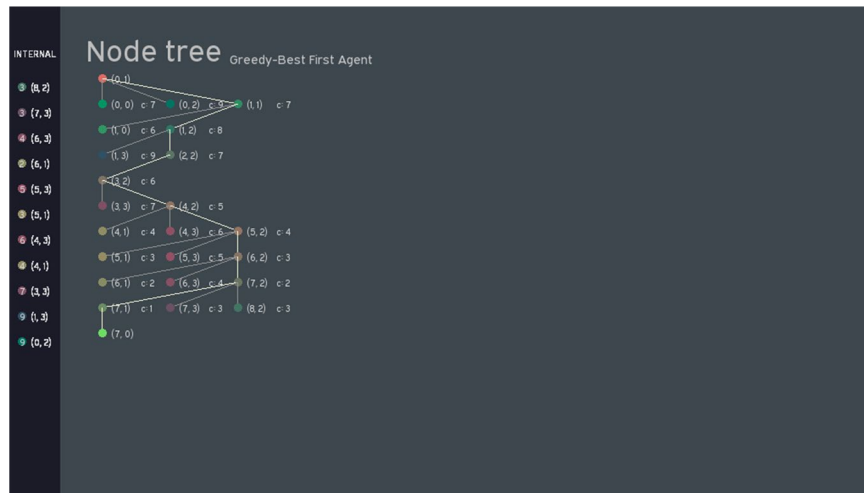 INTERNAL
3 (8, 2)
3 (7, 3)
4 (6, 3)
2 (6, 1)
5 (5, 3)
3 (5, 1)
6 (4, 3)
4 (4, 1)
7 (3, 3)
9 (1, 3)
9 (0, 2)
Node tree Greedy-Best First Agent
(0, 1)
(0, 0) c: 7 (0, 2) c: 9 (1, 1) c: 7
(1, 0) c: 6 (1, 2) c: 8
(1, 3) c: 9 (2, 2) c: 7
(3, 2) c: 6
(3, 3) c: 7 (4, 2) c: 5
(4, 1) c: 4 (4, 3) c: 6 (5, 2) c: 4
(5, 1) c: 3 (5, 3) c: 5 (6, 2) c: 3
(6, 1) c: 2 (6, 3) c: 4 (7, 2) c: 2
(7, 1) c: 1 (7, 3) c: 3 (8, 2) c: 3
(7, 0)